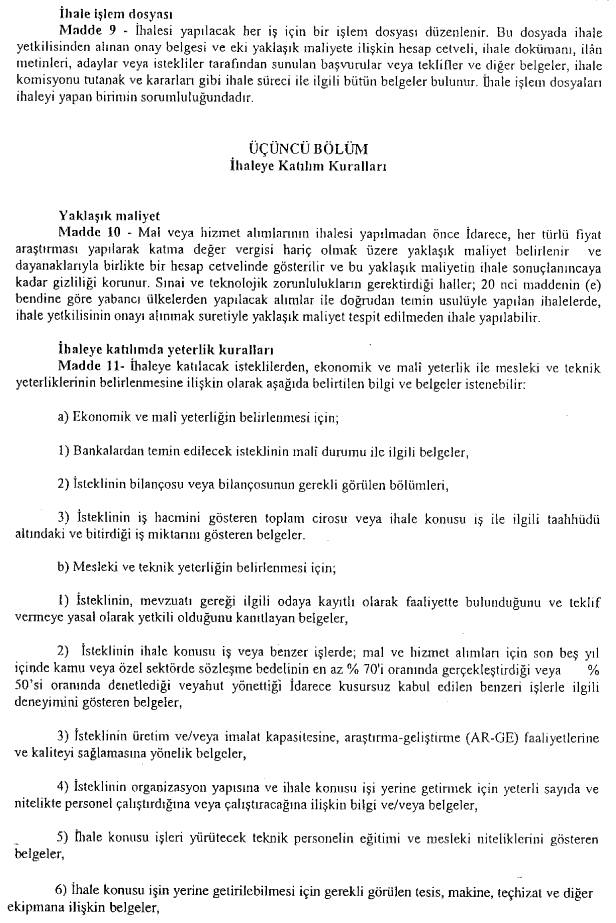 İhale işlem dosyası
Madde 9 - İhalesi yapılacak her iş için bir işlem dosyası düzenlenir. Bu dosyada ihale
yetkilisinden alınan onay belgesi ve eki yaklaşık maliyete ilişkin hesap cetveli, ihale dokümanı, ilân
metinleri, adaylar veya istekliler tarafından sunulan başvurular veya teklifler ve diğer belgeler, ihale
komisyonu tutanak ve kararları gibi ihale süreci ile ilgili bütün belgeler bulunur. İhale işlem dosyaları
ihaleyi yapan birimin sorumluluğundadır.
ÜÇÜNCÜ BÖLÜM
İhaleye Katılım Kuralları
Yaklaşık maliyet
Madde 10 - Mal veya hizmet alımlarının ihalesi yapılmadan önce İdarece, her türlü fiyat
araştırması yapılarak katma değer vergisi hariç olmak üzere yaklaşık maliyet belirlenir ve
dayanaklarıyla birlikte bir hesap cetvelinde gösterilir ve bu yaklaşık maliyetin ihale sonuçlanıncaya
kadar gizliliği korunur. Sınai ve teknolojik zorunlulukların gerektirdiği haller; 20 nci maddenin (e)
bendine göre yabancı ülkelerden yapılacak alımlar ile doğrudan temin usulüyle yapılan ihalelerde,
ihale yetkilisinin onayı alınmak suretiyle yaklaşık maliyet tespit edilmeden ihale yapılabilir.
İhaleye katılımda yeterlik kuralları
Madde 11- İhaleye katılacak isteklilerden, ekonomik ve malî yeterlik ile mesleki ve teknik
yeterliklerinin belirlenmesine ilişkin olarak aşağıda belirtilen bilgi ve belgeler istenebilir:
a) Ekonomik ve malî yeterliğin belirlenmesi için;
1) Bankalardan temin edilecek isteklinin malî durumu ile ilgili belgeler,
2) İsteklinin bilançosu veya bilançosunun gerekli görülen bölümleri,
3) İsteklinin iş hacmini gösteren toplam cirosu veya ihale konusu iş ile ilgili taahhüdü
altındaki ve bitirdiği iş miktarını gösteren belgeler.
b) Mesleki ve teknik yeterliğin belirlenmesi için;
1) İsteklinin, mevzuatı gereği ilgili odaya kayıtlı olarak faaliyette bulunduğunu ve teklif
vermeye yasal olarak yetkili olduğunu kanıtlayan belgeler,
2) İsteklinin ihale konusu iş veya benzer işlerde; mal ve hizmet alımları için son beş yıl
içinde kamu veya özel sektörde sözleşme bedelinin en az % 70'i oranında gerçekleştirdiği veya %
50'si oranında denetlediği veyahut yönettiği İdarece kusursuz kabul edilen benzeri işlerle ilgili
deneyimini gösteren belgeler,
3) İsteklinin üretim ve/veya imalat kapasitesine, araştırma-geliştirme (AR-GE) faaliyetlerine
ve kaliteyi sağlamasına yönelik belgeler,
4) İsteklinin organizasyon yapısına ve ihale konusu işi yerine getirmek için yeterli sayıda ve
nitelikte personel çalıştırdığına veya çalıştıracağına ilişkin bilgi ve/veya belgeler,
5) İhale konusu işleri yürütecek teknik personelin eğitimi ve mesleki niteliklerini gösteren
belgeler,
6) İhale konusu işin yerine getirilebilmesi için gerekli görülen tesis, makine, teçhizat ve diğer
ekipmana ilişkin belgeler,